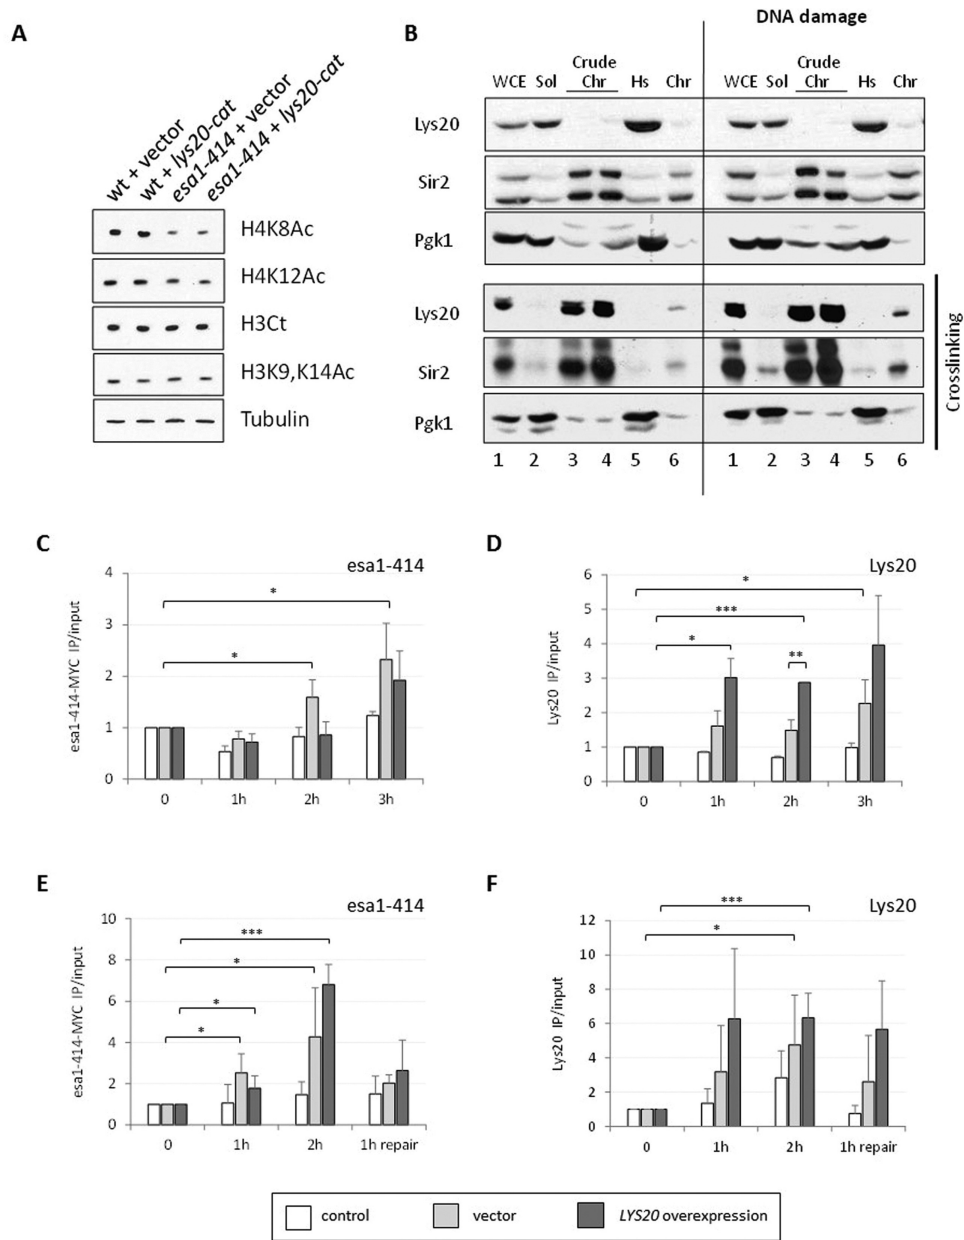 A
wt + vector
wt + lys20-cat
esa1-414 + vector
esa1-414 + lys20-cat
H4K8Ac
H4K12Ac
H3Ct
H3K9,K14Ac
Tubulin
B
DNA damage
WCE Sol Crude Chr Hs Chr
WCE Sol Crude Chr Hs Chr
Lys20
Sir2
Pgk1
Lys20
Sir2
Pgk1
Crosslinking
1 2 3 4 5 6 1 2 3 4 5 6
C
esa1-414
esa1-414-MYC IP/input
4
3
2
1
0
*
*
0 1h 2h 3h
D
Lys20
Lys20 IP/input
6
5
4
3
2
1
0
*
***
*
**
0 1h 2h 3h
E
esa1-414
esa1-414-MYC IP/input
10
8
6
4
2
0
***
*
*
*
0 1h 2h 1h repair
F
Lys20
Lys20 IP/input
12
10
8
6
4
2
0
***
*
0 1h 2h 1h repair
control vector LYS20 overexpression